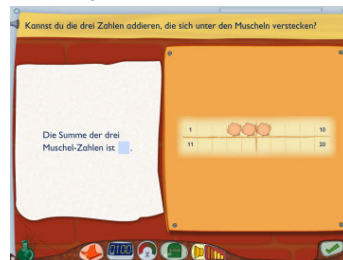 Kannst du die drei Zahlen addieren, die sich unter den Muscheln verstecken?
Die Summe der drei
Muschel-Zahlen ist .
1 10
11 20